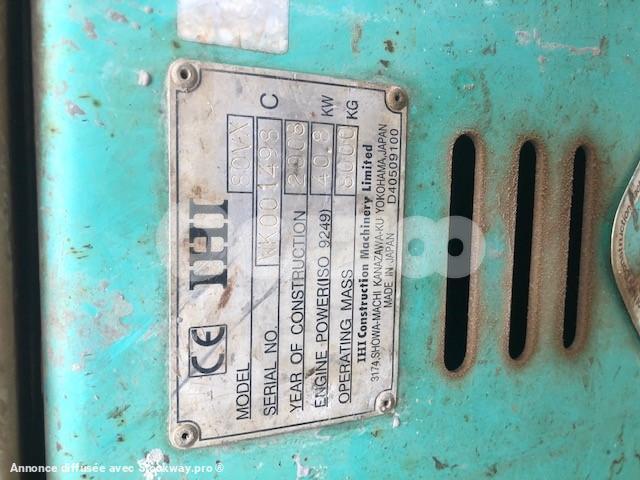 CE IHI
MODEL 80VX
SERIAL NO. WK001498 C
YEAR OF CONSTRUCTION 2008
ENGINE POWER(ISO 9249) 40,8 KW
OPERATING MASS 8000 KG
IHI Construction Machinery Limited
3174,SHOWA-MACHI KANAZAWA-KU YOKOHAMA,JAPAN
MADE IN JAPAN D40509100
Annonce diffusée avec Stockway.pro®